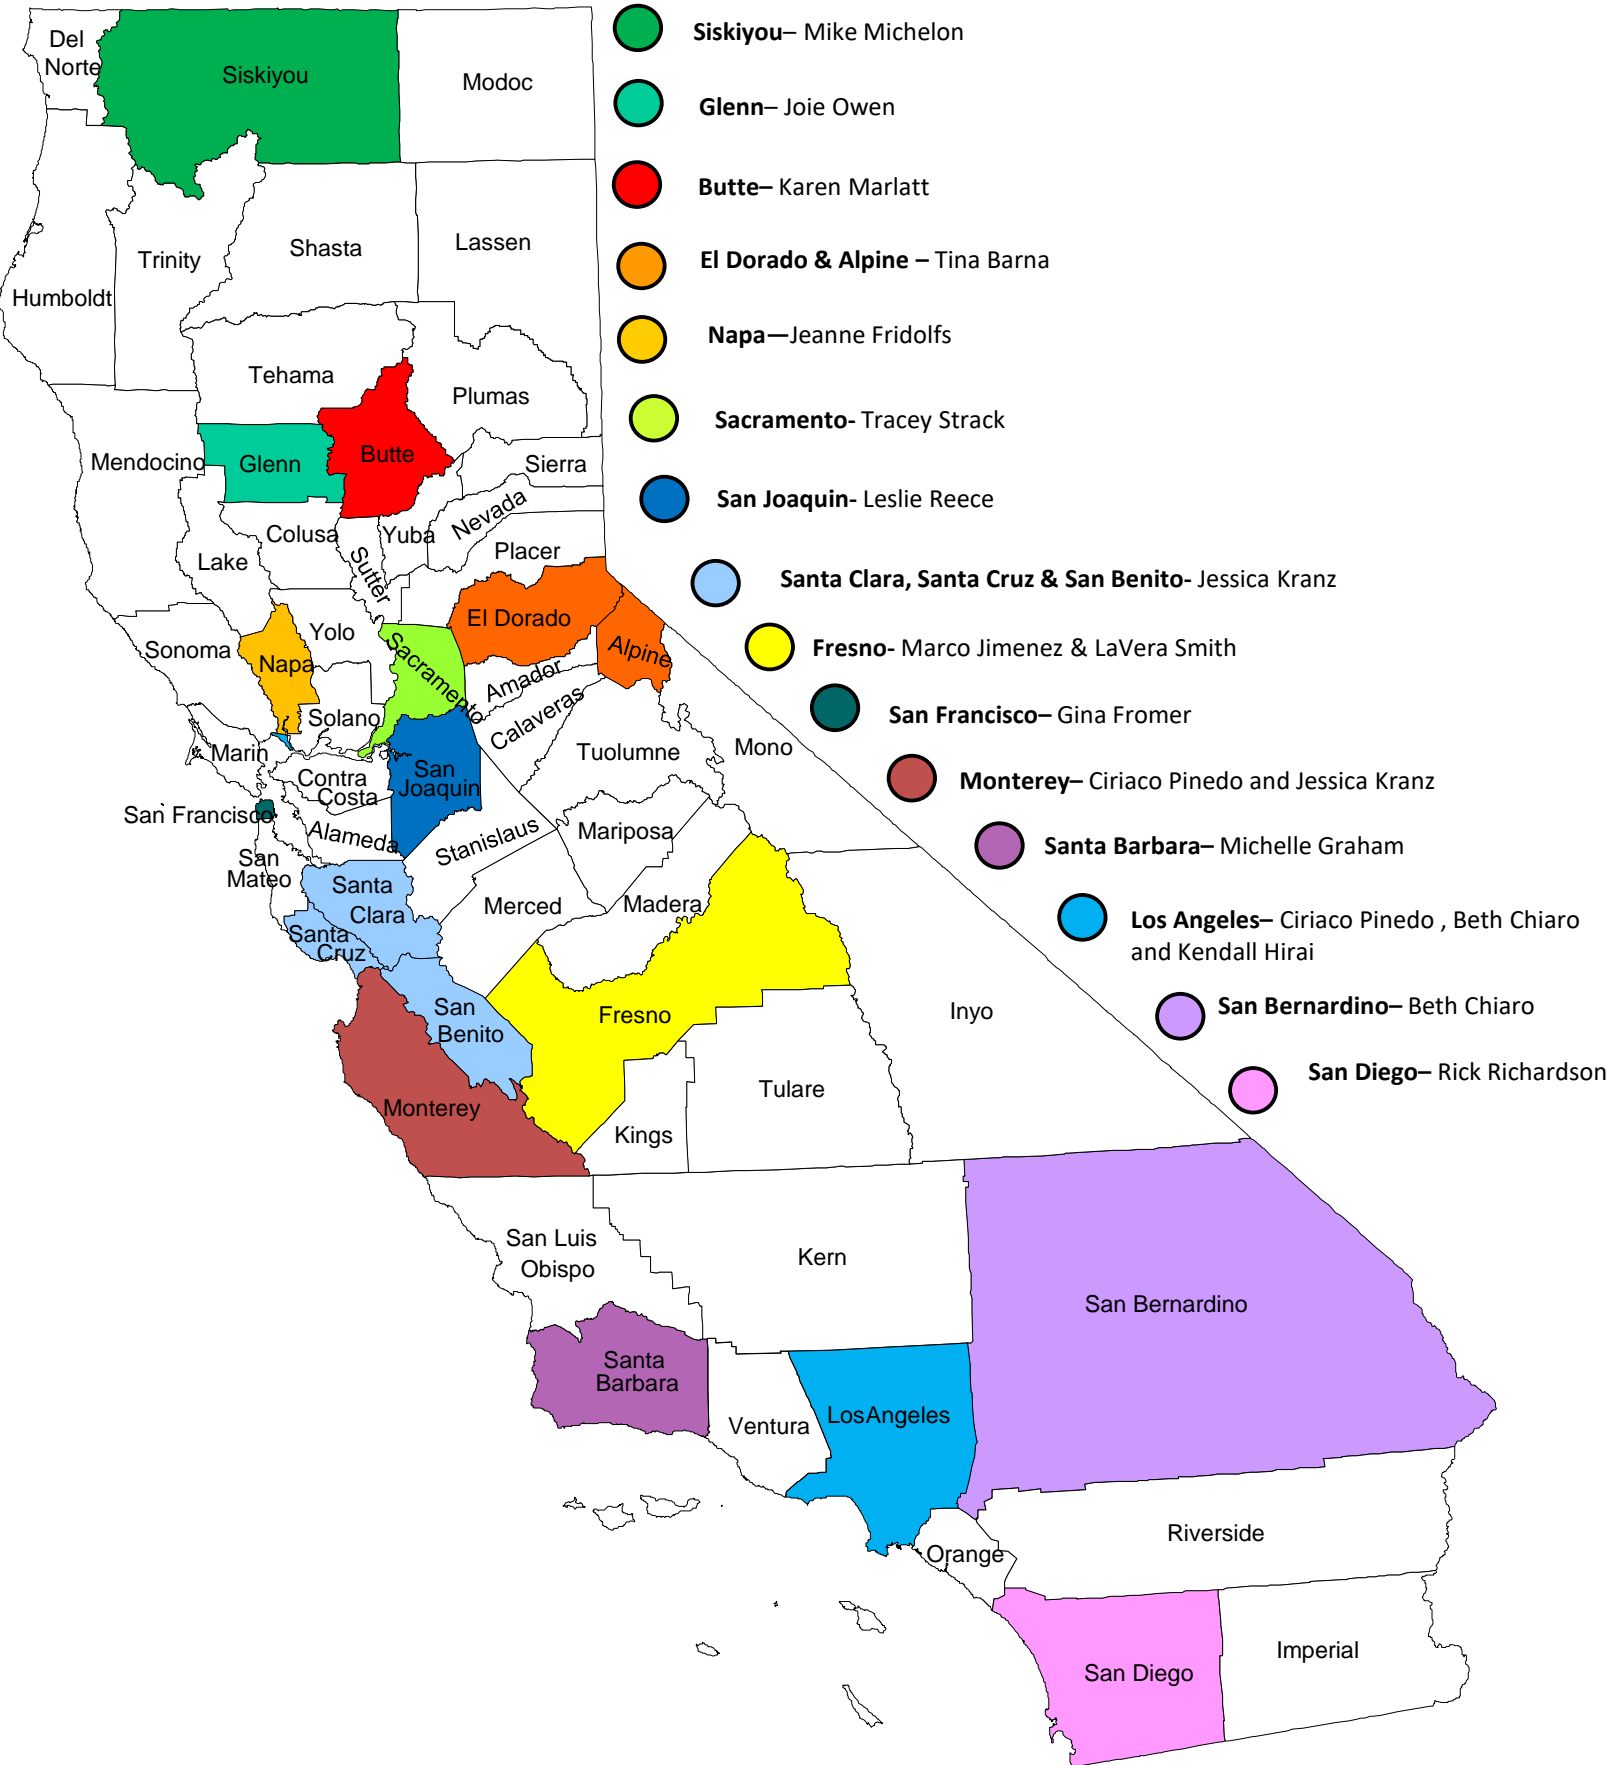 Siskiyou– Mike Michelon
Glenn– Joie Owen
Butte– Karen Marlatt
El Dorado & Alpine – Tina Barna
Napa—Jeanne Fridolfs
Sacramento- Tracey Strack
San Joaquin- Leslie Reece
Santa Clara, Santa Cruz & San Benito- Jessica Kranz
Fresno- Marco Jimenez & LaVera Smith
San Francisco– Gina Fromer
Monterey– Ciriaco Pinedo and Jessica Kranz
Santa Barbara– Michelle Graham
Los Angeles– Ciriaco Pinedo , Beth Chiaro
and Kendall Hirai
San Bernardino– Beth Chiaro
San Diego– Rick Richardson
Del
Norte
Siskiyou
Modoc
Humboldt
Trinity
Shasta
Lassen
Tehama
Plumas
Mendocino
Glenn
Butte
Sierra
Colusa
Yuba
Nevada
Lake
Sutter
Placer
El Dorado
Sonoma
Napa
Yolo
Sacramento
Alpine
Amador
Calaveras
Solano
Marin
Tuolumne
Mono
Contra
Costa
San
Joaquin
San Francisco
Alameda
Stanislaus
Mariposa
San
Mateo
Santa
Clara
Merced
Madera
Santa
Cruz
San
Benito
Fresno
Inyo
Monterey
Kings
Tulare
San Luis
Obispo
Kern
San Bernardino
Santa
Barbara
Ventura
LosAngeles
Orange
Riverside
San Diego
Imperial